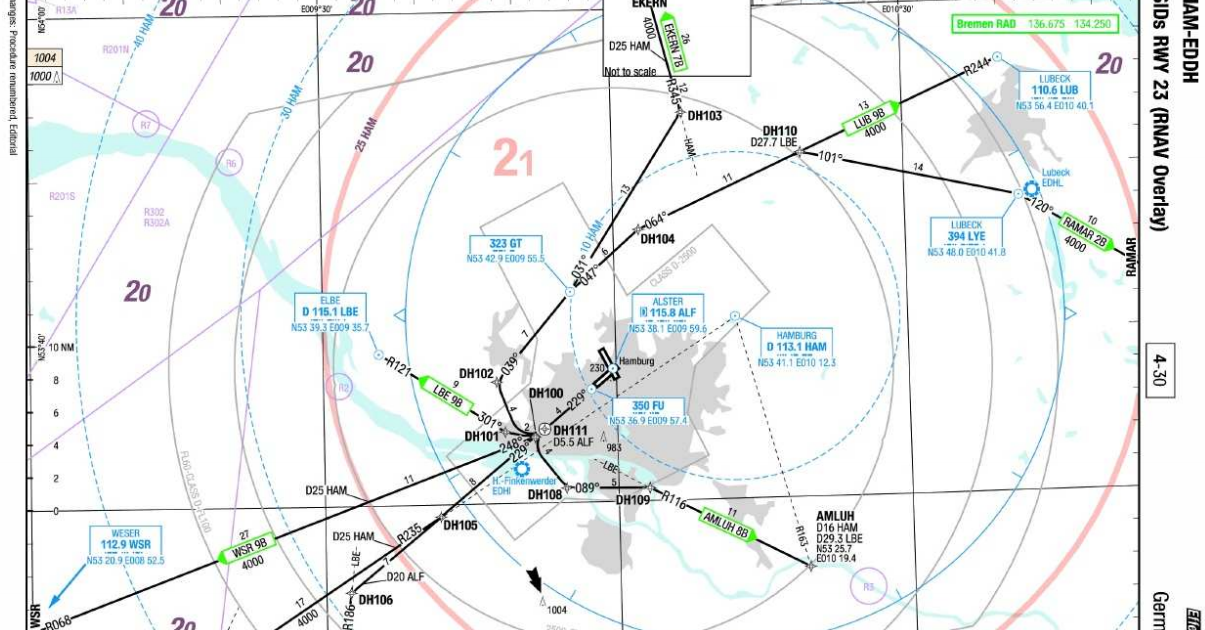 HAM-EDDH
SIDs RWY 23 (RNAV Overlay)
4-30
Germ
Changes: Procedure renumbered, Editorial
1004
1000
E009°30'
E010°30'
N53°40'
Bremen RAD 136.675 134.250
EKERN
4000
26
EKERN 7B
D25 HAM
Not to scale
12
R345
DH103
HAM
13
20
20
20
20
20
20
21
40 HAM
30 HAM
25 HAM
10 HAM
R13A
R201N
R7
R6
R201S
R302
R302A
R2
R3
R244
13
LUB 9B
4000
LUBECK
110.6 LUB
N53 56.4 E010 40.1
DH110
D27.7 LBE
101°
14
11
064°
DH104
6
031°
047°
Lubeck
EDHL
120°
10
RAMAR 2B
4000
RAMAR
LUBECK
394 LYE
N53 48.0 E010 41.8
CLASS D-2500
323 GT
N53 42.9 E009 55.5
ELBE
D 115.1 LBE
N53 39.3 E009 35.7
ALSTER
D 115.8 ALF
N53 38.1 E009 59.6
HAMBURG
D 113.1 HAM
N53 41.1 E010 12.3
7
039°
DH102
4
R121
9
LBE 9B
301°
DH101
2
DH100
230
Hamburg
4
229°
350 FU
N53 36.9 E009 57.4
DH111
D5.5 ALF
983
248°
229°
4
8
H.-Finkenwerder
EDHI
DH108
089°
5
DH109
LBE
R116
11
AMLUH 8B
R163
AMLUH
D16 HAM
D29.3 LBE
N53 25.7
E010 19.4
10 NM
8
6
4
2
0
FL60-CLASS D-FL100
11
D25 HAM
27
WSR 9B
4000
WESER
112.9 WSR
N53 20.9 E008 52.5
WSR
R068
DH105
R235
D25 HAM
7
D20 ALF
LBE
DH106
R186
17
4000
1004